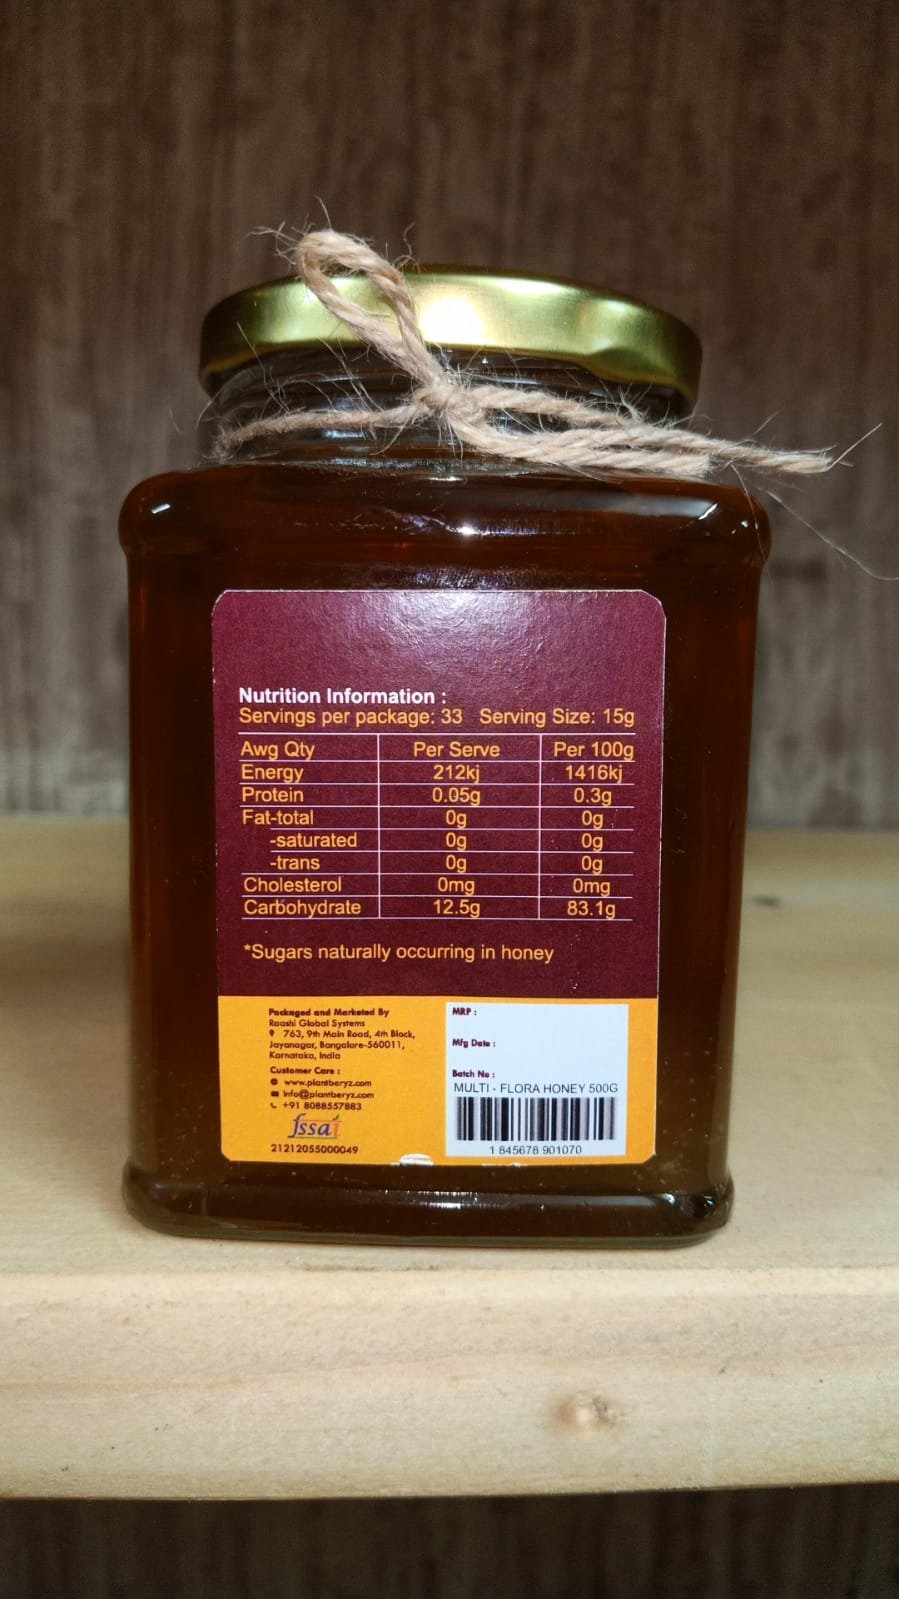 Nutrition Information :
Servings per package: 33 Serving Size: 15g
Awg Qty Per Serve Per 100g
Energy 212kj 1416kj
Protein 0.05g 0.3g
Fat-total 0g 0g
-saturated 0g 0g
-trans 0g 0g
Cholesterol 0mg 0mg
Carbohydrate 12.5g 83.1g
*Sugars naturally occurring in honey
Packaged and Marketed By
Raashi Global Systems
763, 9th Main Road, 4th Block,
Jayanagar, Bangalore-560011,
Karnataka, India
Customer Care :
www.plantberyz.com
info@plantberyz.com
+91 8088557883
fssai
21212055000049
MRP :
Mfg Date :
Batch No :
MULTI - FLORA HONEY 500G
1 845678 901070